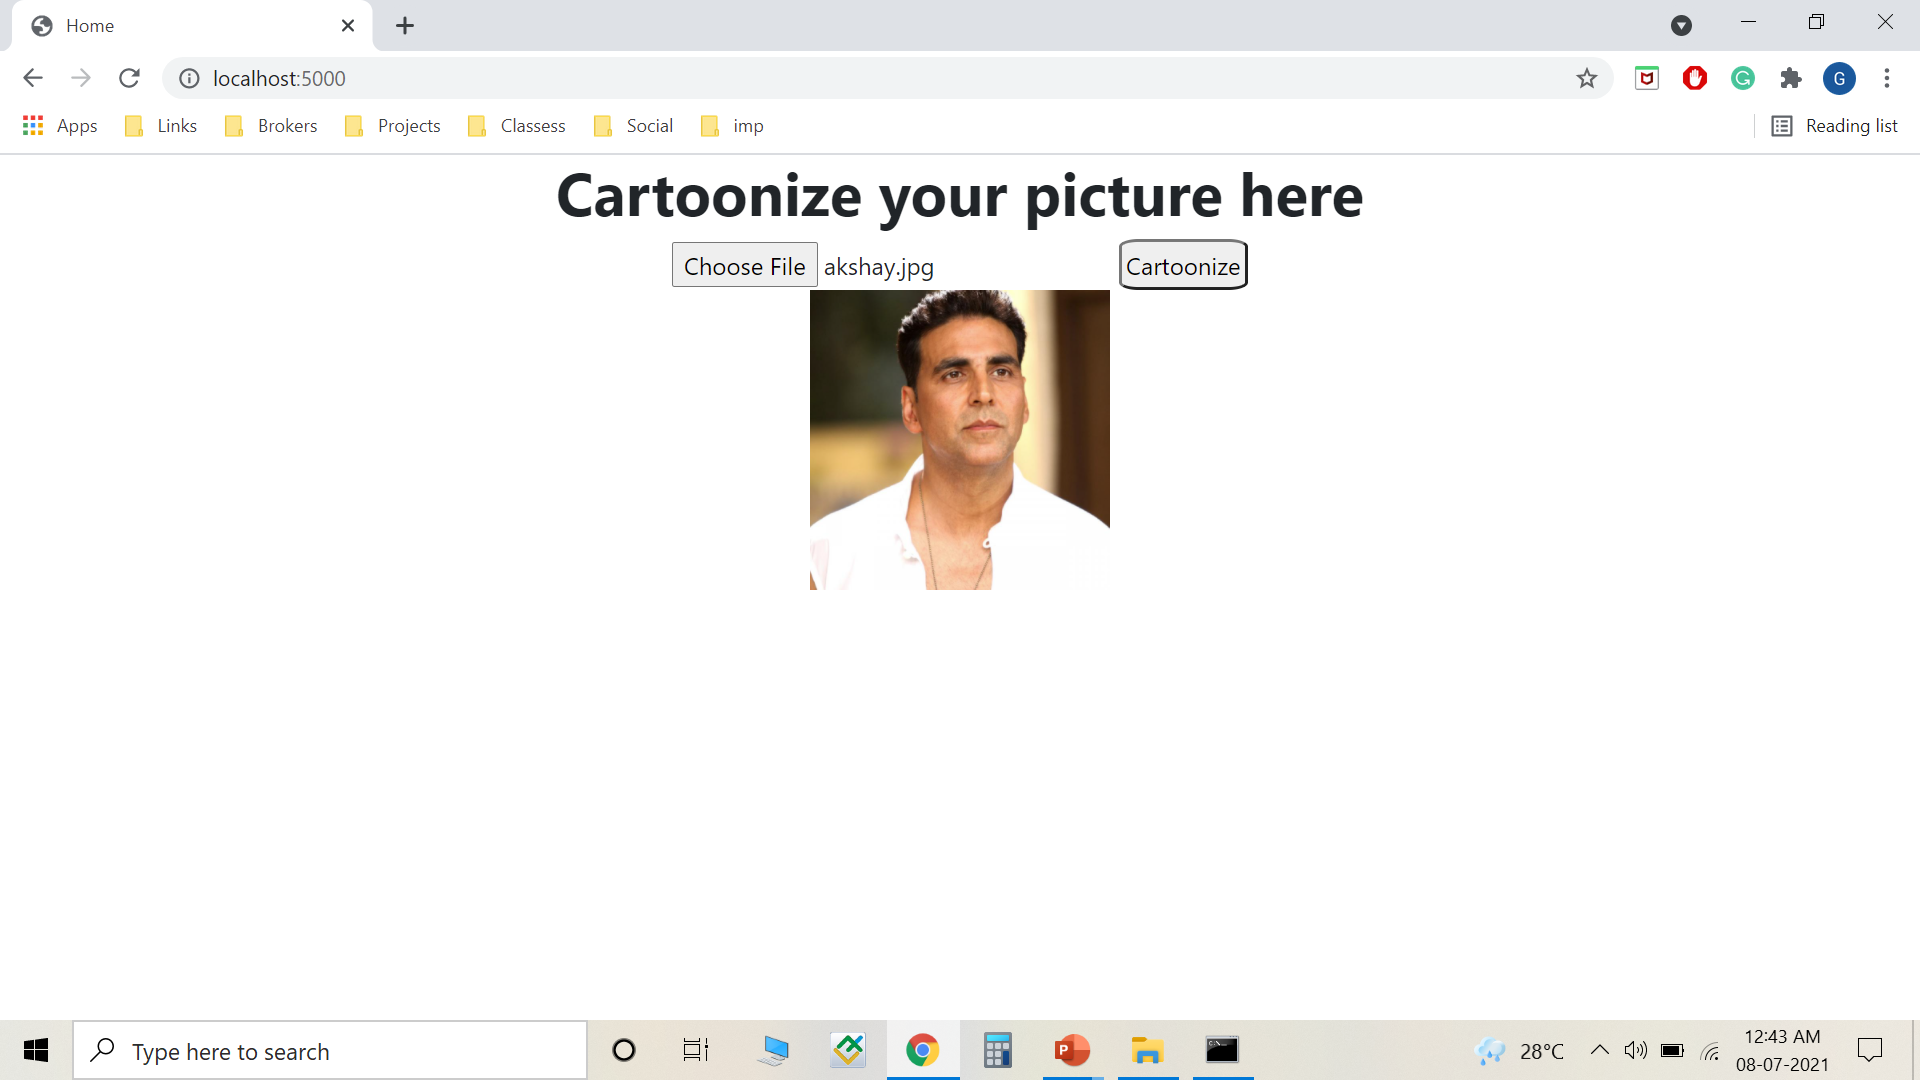 Home
localhost:5000
G
Apps Links Brokers Projects Classess Social imp Reading list
Cartoonize your picture here
Choose File akshay.jpg Cartoonize
Type here to search
28°C
12:43 AM
08-07-2021